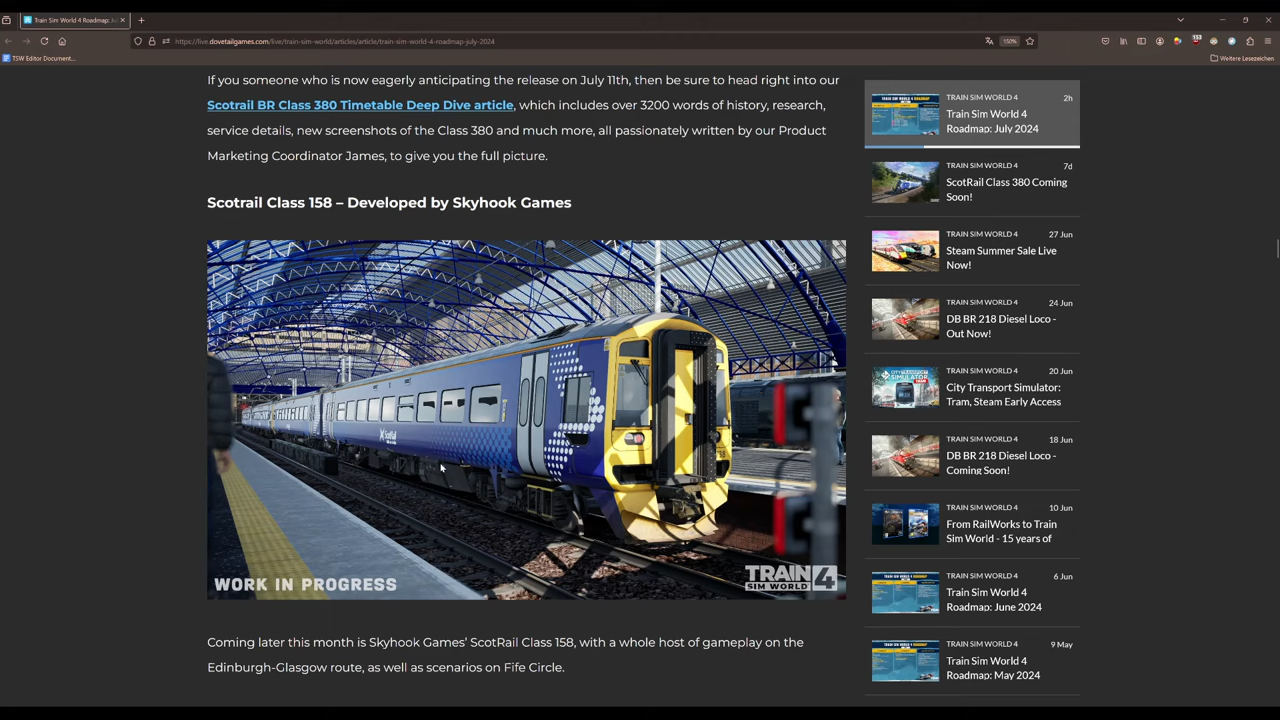 Train Sim World 4 Roadmap: Ju
https://live.dovetailgames.com/live/train-sim-world/articles/article/train-sim-world-4-roadmap-july-2024
150%
TSW Editor Document...
Weitere Lesezeichen
If you someone who is now eagerly anticipating the release on July 11th, then be sure to head right into our
Scotrail BR Class 380 Timetable Deep Dive article, which includes over 2,000 words of history, research,
service details, new screenshots of the Class 380 and much more, all passionately written by our Product
Marketing Coordinator James, to give you the full picture.
Scotrail Class 158 – Developed by Skyhook Games
ScotRail
WORK IN PROGRESS
TRAIN SIM WORLD 4
Coming later this month is Skyhook Games' ScotRail Class 158, with a whole host of gameplay on the
Edinburgh-Glasgow route, as well as scenarios on Fife Circle.
TRAIN SIM WORLD 4 2h
Train Sim World 4
Roadmap: July 2024
TRAIN SIM WORLD 4 7d
ScotRail Class 380 Coming
Soon!
TRAIN SIM WORLD 4 27 Jun
Steam Summer Sale Live
Now!
TRAIN SIM WORLD 4 24 Jun
DB BR 218 Diesel Loco -
Out Now!
TRAIN SIM WORLD 4 20 Jun
City Transport Simulator:
Tram, Steam Early Access
TRAIN SIM WORLD 4 18 Jun
DB BR 218 Diesel Loco -
Coming Soon!
TRAIN SIM WORLD 4 10 Jun
From RailWorks to Train
Sim World - 15 years of
TRAIN SIM WORLD 4 6 Jun
Train Sim World 4
Roadmap: June 2024
TRAIN SIM WORLD 4 9 May
Train Sim World 4
Roadmap: May 2024